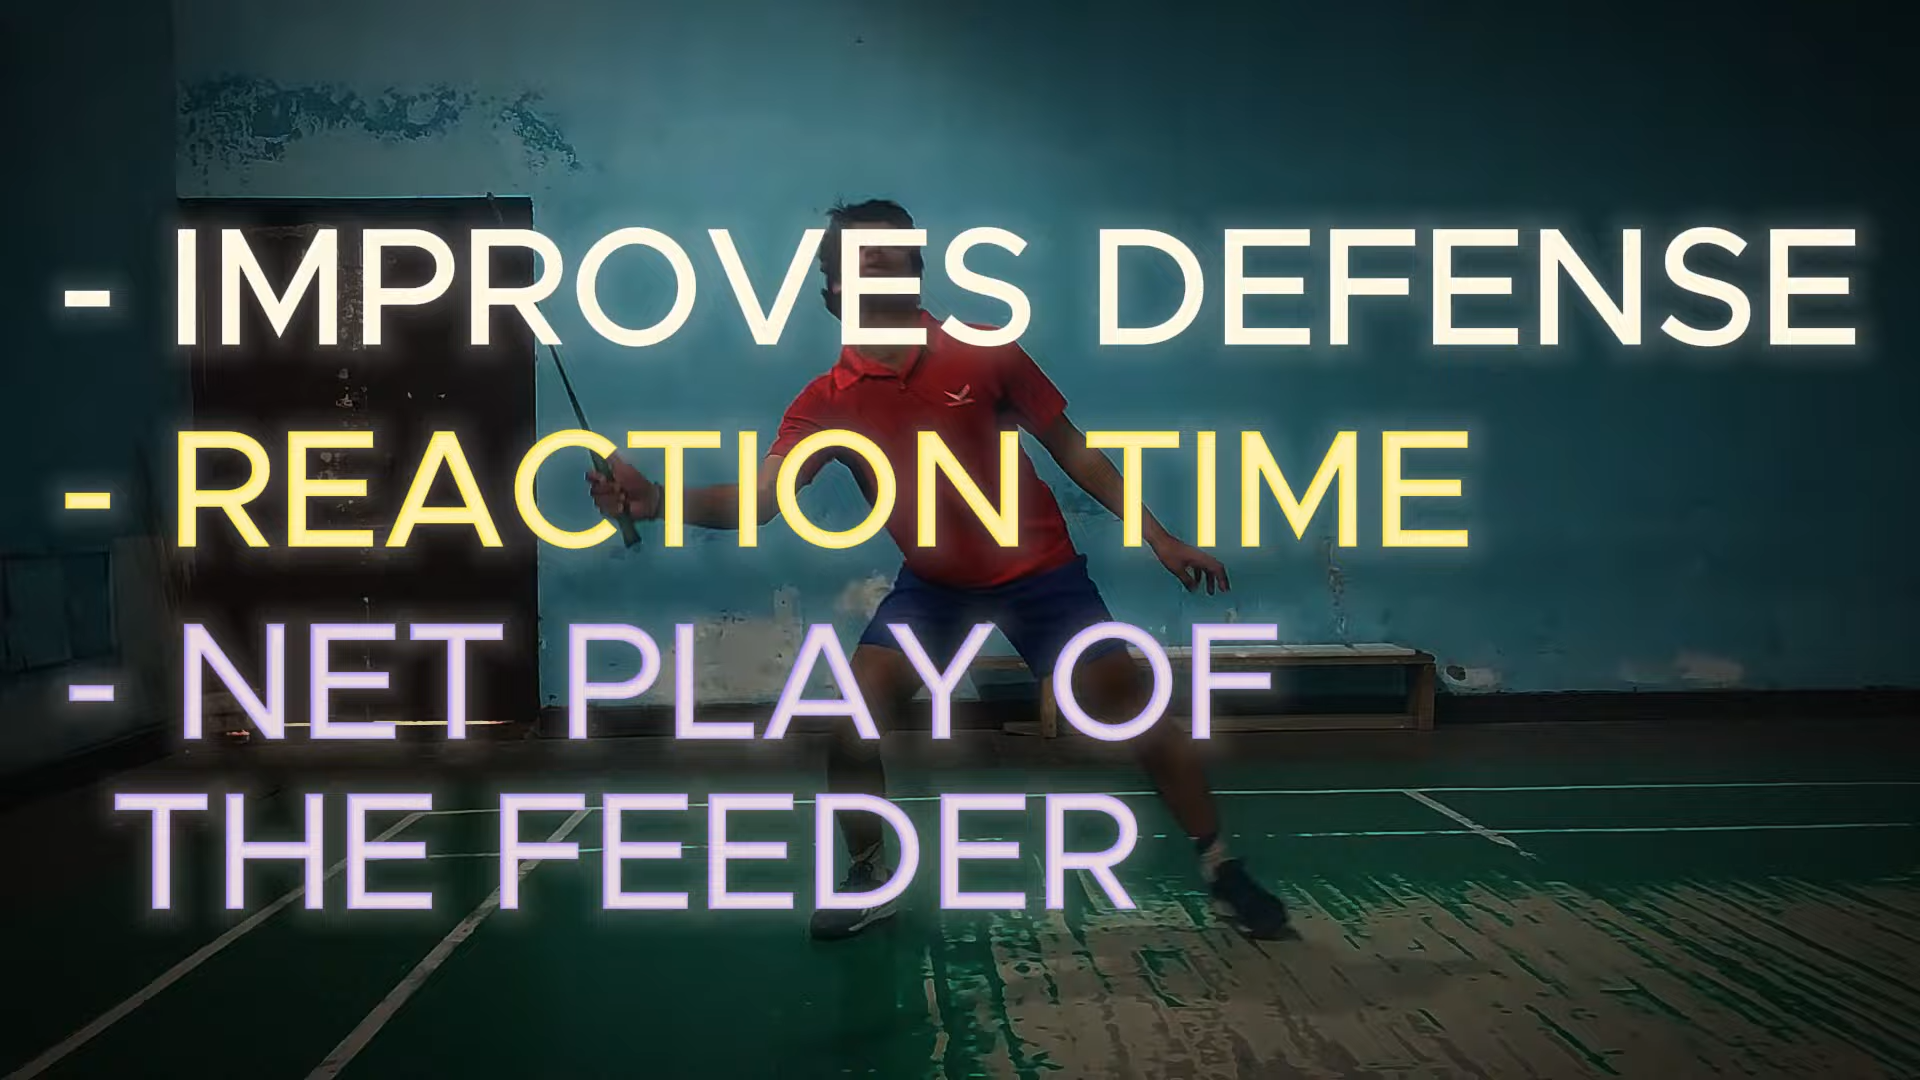 - IMPROVES DEFENSE
- REACTION TIME
- NET PLAY OF
THE FEEDER